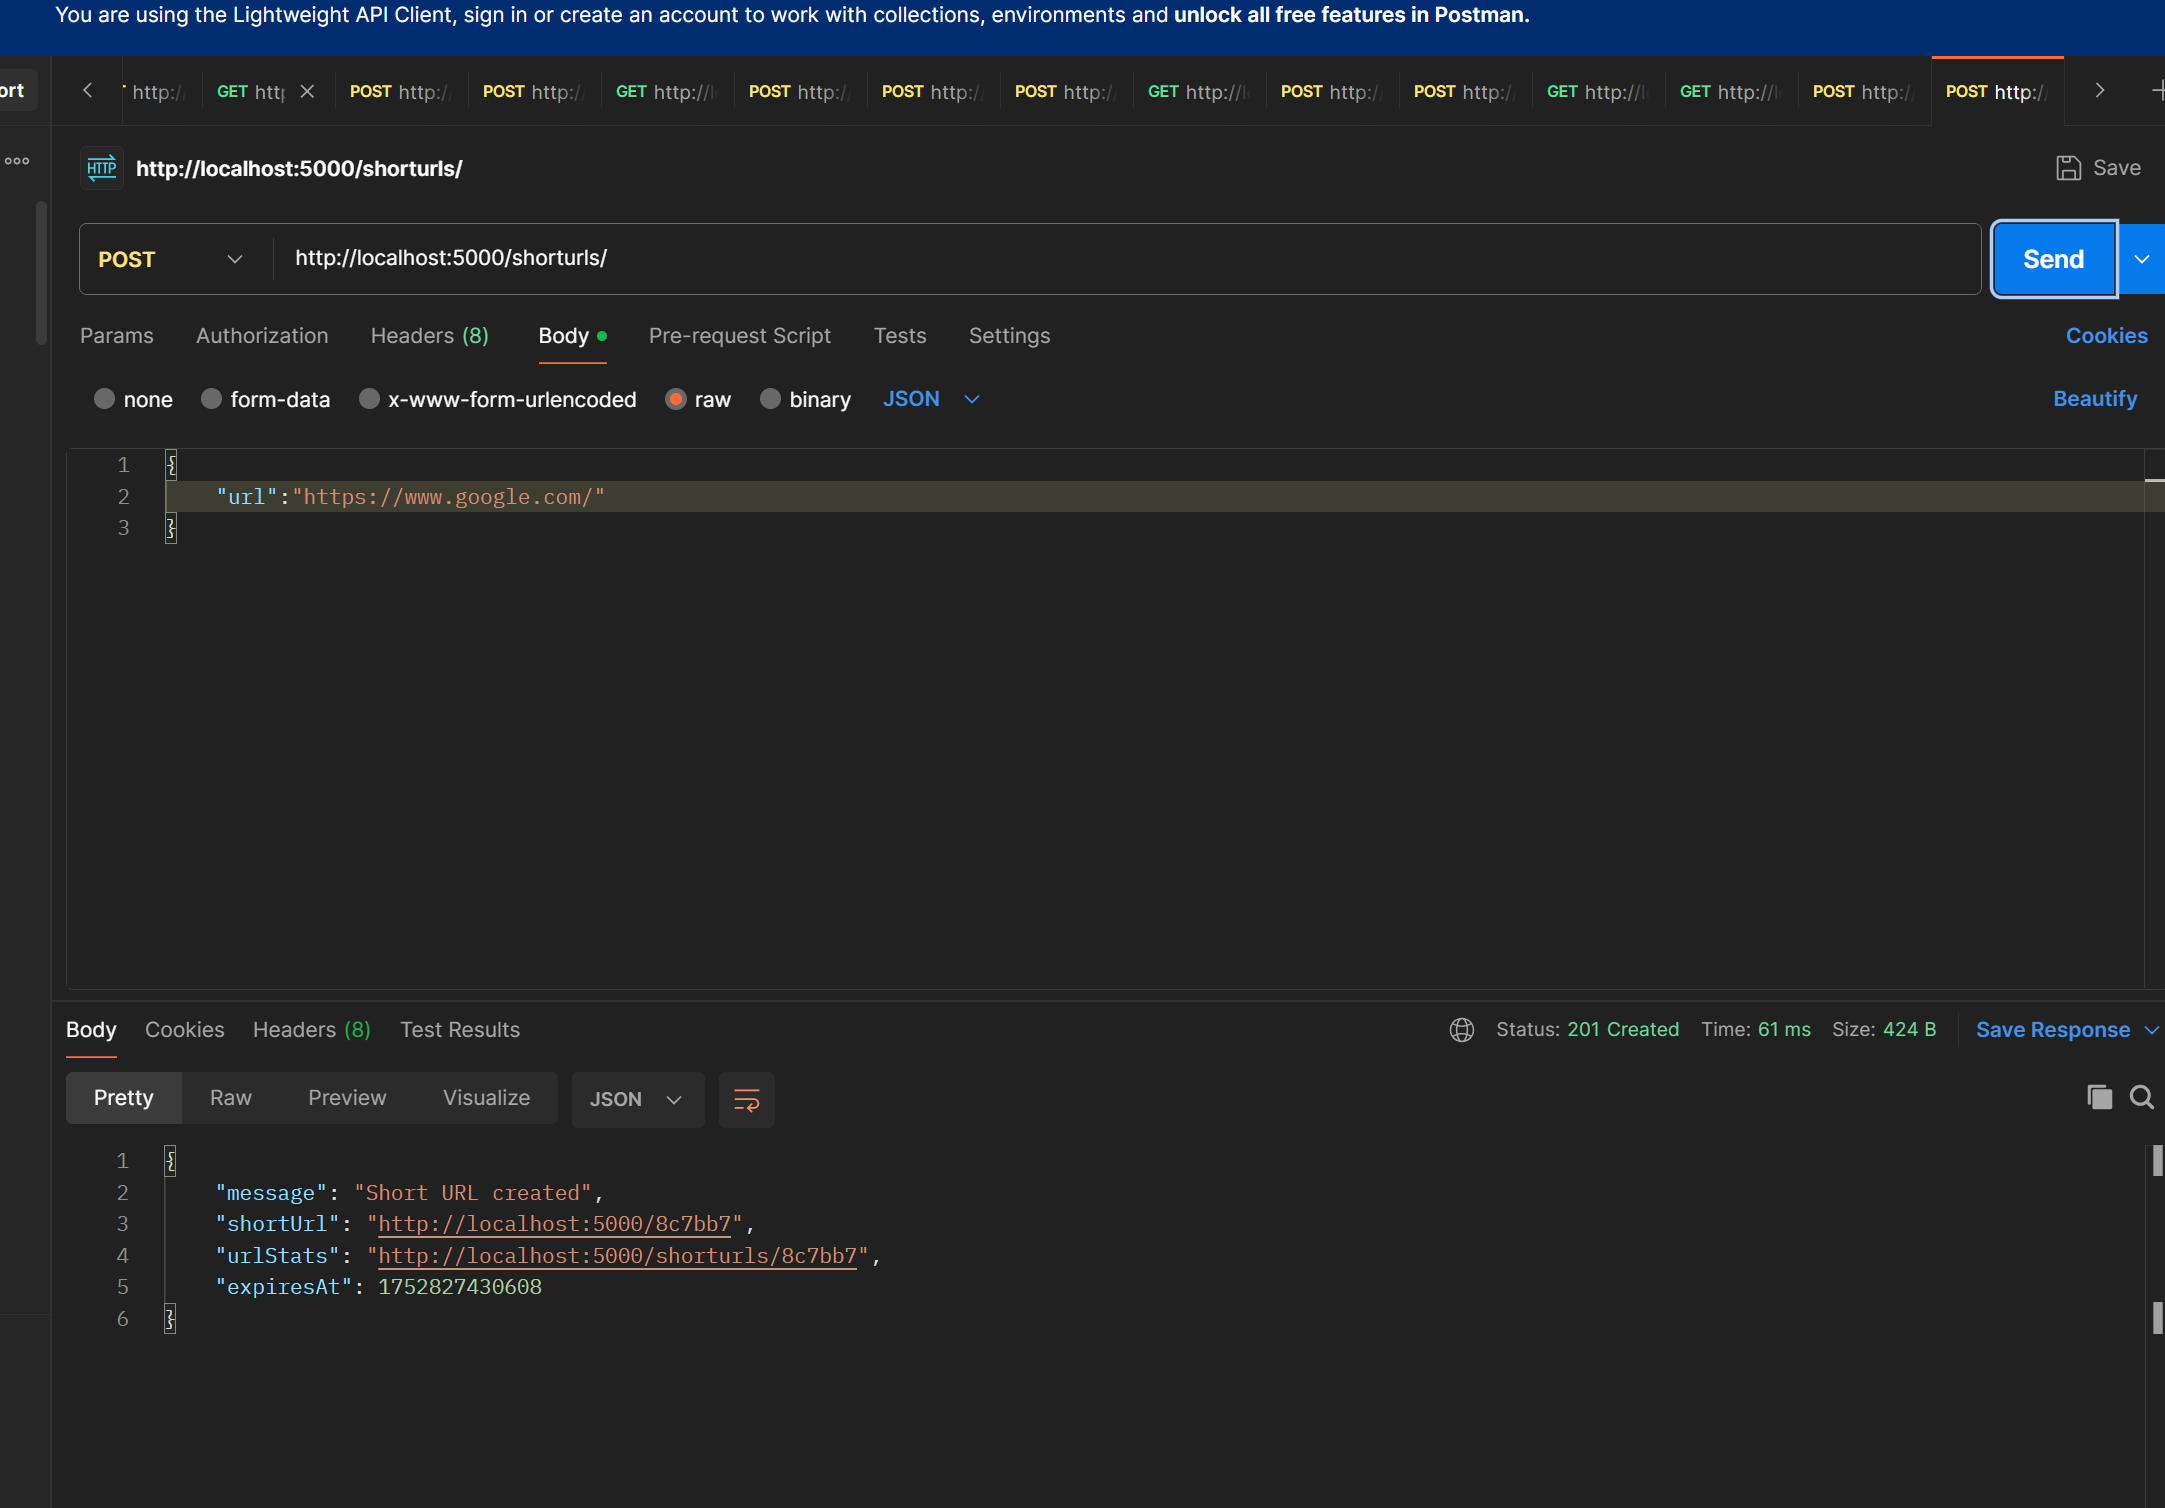 You are using the Lightweight API Client, sign in or create an account to work with collections, environments and unlock all free features in Postman.
ort
http:/ GET htt POST http:/ POST http:/ GET http:// POST http:/ POST http:/ POST http:/ GET http:// POST http:/ POST http:/ GET http:// GET http:// POST http:/ POST http:/
HTTP http://localhost:5000/shorturls/ Save
POST http://localhost:5000/shorturls/ Send
Params Authorization Headers (8) Body Pre-request Script Tests Settings Cookies
none form-data x-www-form-urlencoded raw binary JSON Beautify
1 {
2 "url":"https://www.google.com/"
3 }
Body Cookies Headers (8) Test Results Status: 201 Created Time: 61 ms Size: 424 B Save Response
Pretty Raw Preview Visualize JSON
1 {
2 "message": "Short URL created",
3 "shortUrl": "http://localhost:5000/8c7bb7",
4 "urlStats": "http://localhost:5000/shorturls/8c7bb7",
5 "expiresAt": 1752827430608
6 }